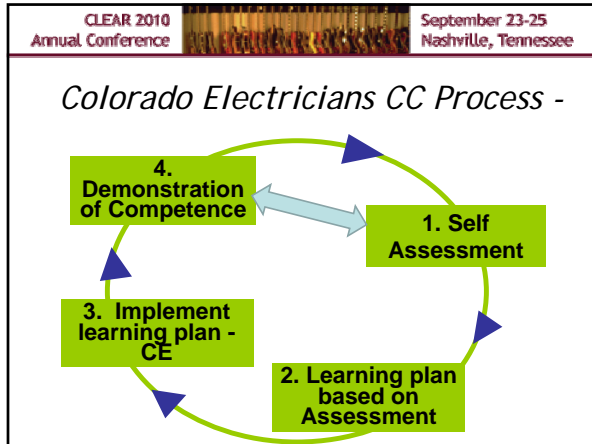 CLEAR 2010
Annual Conference
September 23-25
Nashville, Tennessee
Colorado Electricians CC Process -
4.
Demonstration
of Competence
1. Self
Assessment
3. Implement
learning plan -
CE
2. Learning plan
based on
Assessment